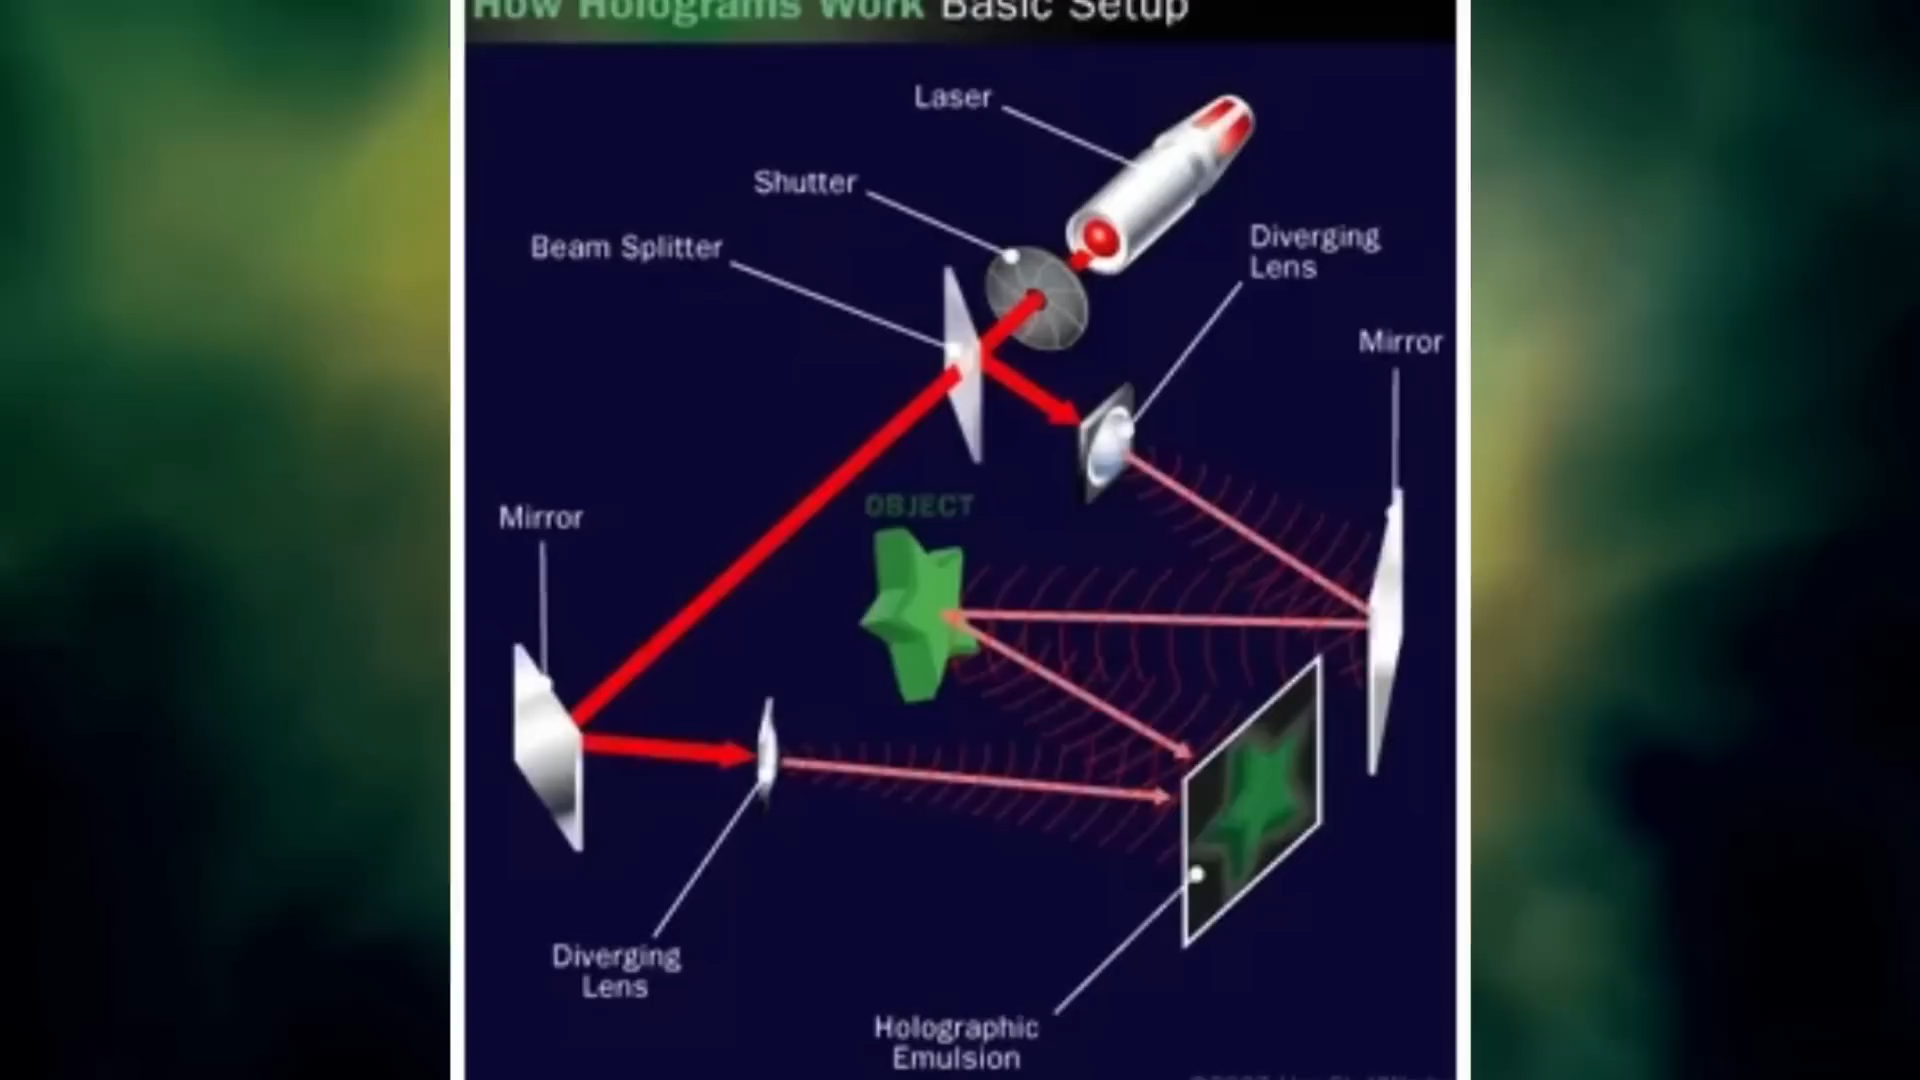 How Holograms Work Basic Setup
Laser
Shutter
Beam Splitter
Diverging
Lens
Mirror
OBJECT
Mirror
Diverging
Lens
Holographic
Emulsion